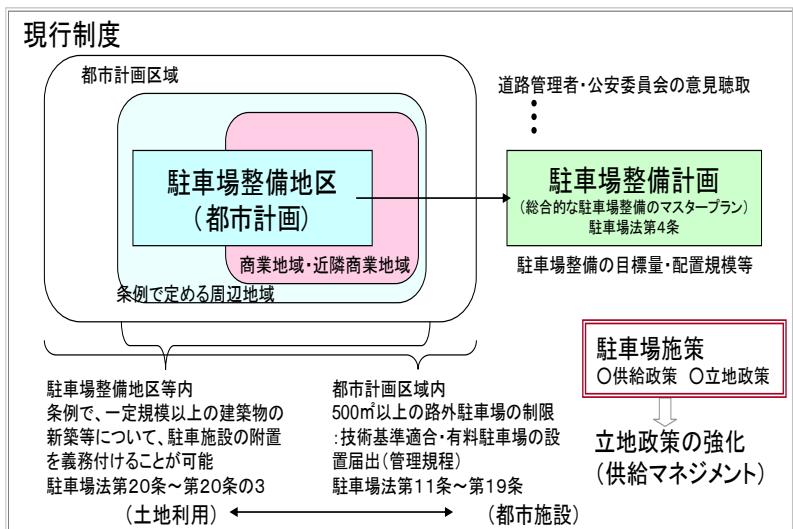 現行制度
都市計画区域
駐車場整備地区
(都市計画)
商業地域・近隣商業地域
条例で定める周辺地域
道路管理者・公安委員会の意見聴取
駐車場整備計画
(総合的な駐車場整備のマスタープラン)
駐車場法第4条
駐車場整備の目標量・配置規模等
駐車場施策
○供給政策 ○立地政策
立地政策の強化
(供給マネジメント)
駐車場整備地区等内
条例で、一定規模以上の建築物の
新築等について、駐車施設の附置
を義務付けることが可能
駐車場法第20条~第20条の3
(土地利用)
都市計画区域内
500㎡以上の路外駐車場の制限
:技術基準適合・有料駐車場の設
置届出(管理規程)
駐車場法第11条~第19条
(都市施設)